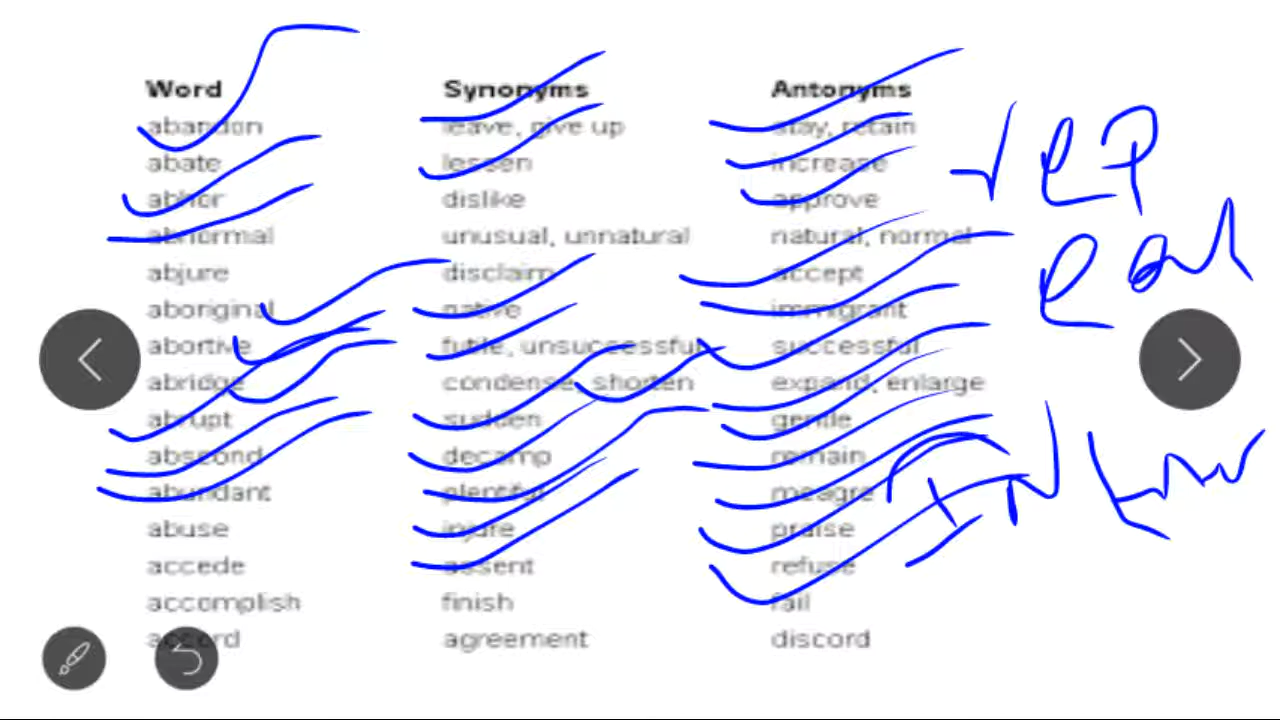 Word Synonyms Antonyms
abandon leave, give up stay, retain
abate lessen increase
abhor dislike approve
abnormal unusual, unnatural natural, normal
abjure disclaim accept
aboriginal native immigrant
abortive futile, unsuccessful successful
abridge condense, shorten expand, enlarge
abrupt sudden gentle
abscond decamp remain
abundant plentiful meagre
abuse injure praise
accede assent refuse
accomplish finish fail
accord agreement discord